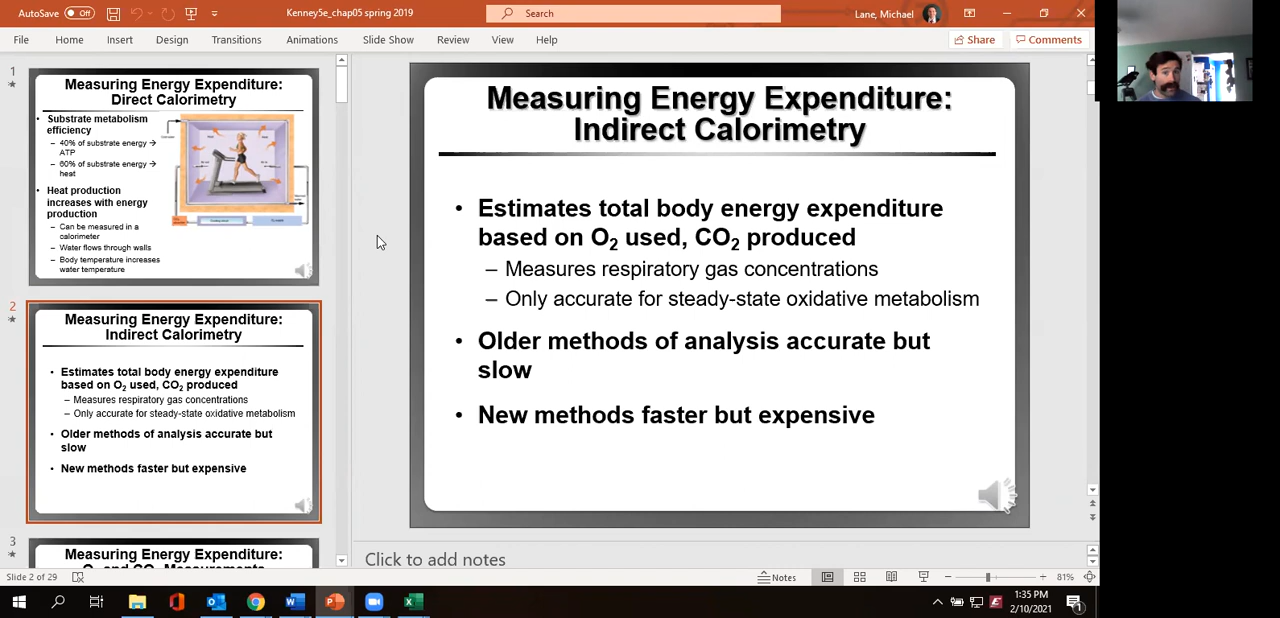 AutoSave Off
Kenney5e_chap05 spring 2019
Search
Lane, Michael
File Home Insert Design Transitions Animations Slide Show Review View Help
Share Comments
1
Measuring Energy Expenditure:
Direct Calorimetry
• Substrate metabolism
efficiency
– 40% of substrate energy →
ATP
– 60% of substrate energy →
heat
• Heat production
increases with energy
production
– Can be measured in a
calorimeter
– Water flows through walls
– Body temperature increases
water temperature
2
Measuring Energy Expenditure:
Indirect Calorimetry
• Estimates total body energy expenditure
based on O2 used, CO2 produced
– Measures respiratory gas concentrations
– Only accurate for steady-state oxidative metabolism
• Older methods of analysis accurate but
slow
• New methods faster but expensive
3
Measuring Energy Expenditure:
Measuring Energy Expenditure:
Indirect Calorimetry
• Estimates total body energy expenditure
based on O2 used, CO2 produced
– Measures respiratory gas concentrations
– Only accurate for steady-state oxidative metabolism
• Older methods of analysis accurate but
slow
• New methods faster but expensive
Click to add notes
Slide 2 of 29
Notes
81%
1:35 PM
2/10/2021